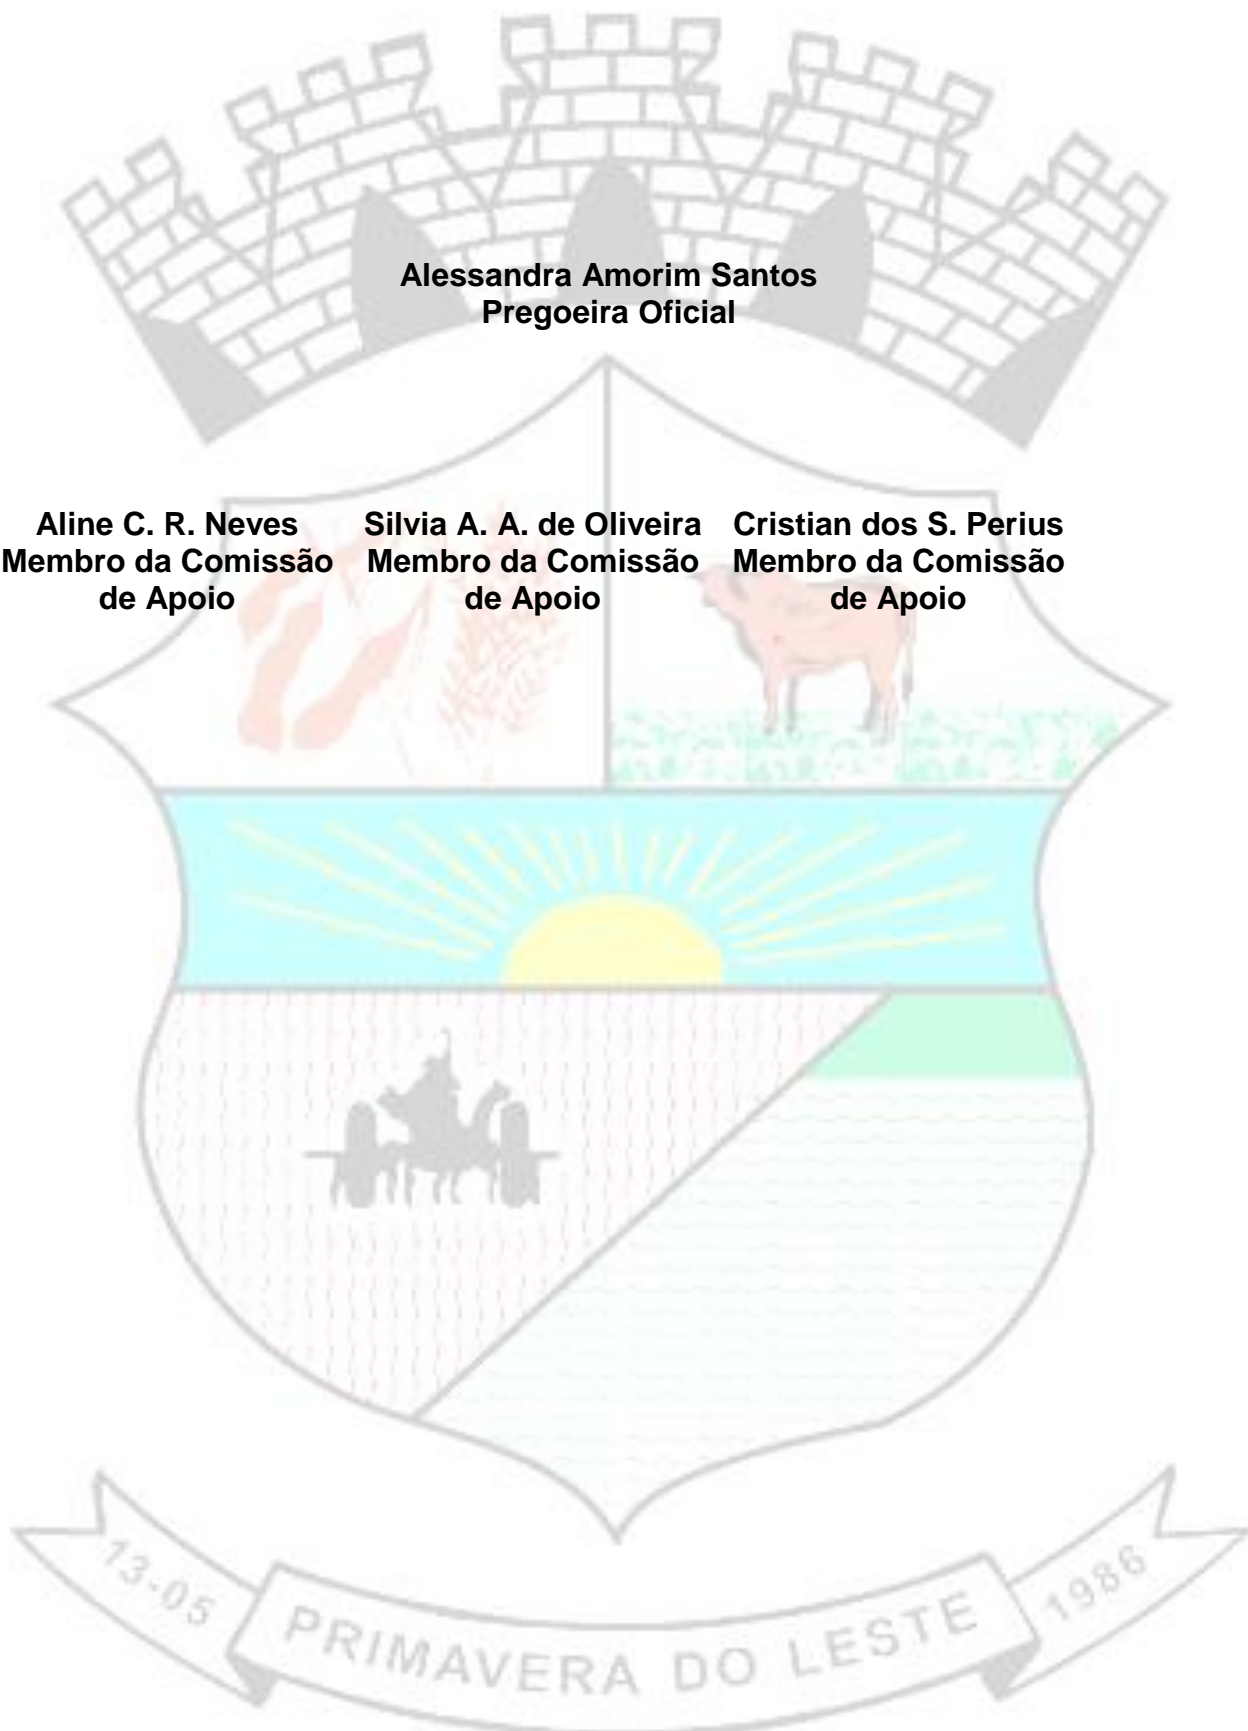 Alessandra Amorim Santos
Pregoeira Oficial
Aline C. R. Neves
Membro da Comissão
de Apoio
Silvia A. A. de Oliveira
Membro da Comissão
de Apoio
Cristian dos S. Perius
Membro da Comissão
de Apoio
13-05
PRIMAVERA DO LESTE
1986